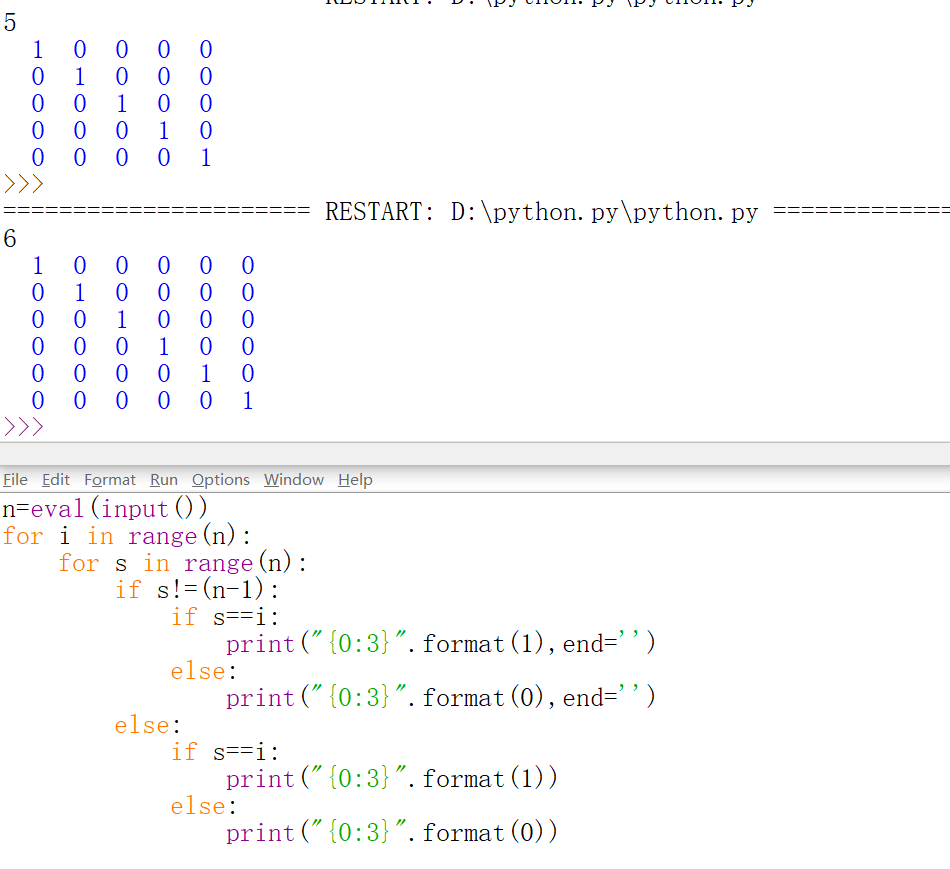 RESTART: D:\python.py\python.py
5
  1  0  0  0  0
  0  1  0  0  0
  0  0  1  0  0
  0  0  0  1  0
  0  0  0  0  1
>>>
====================== RESTART: D:\python.py\python.py =============
6
  1  0  0  0  0  0
  0  1  0  0  0  0
  0  0  1  0  0  0
  0  0  0  1  0  0
  0  0  0  0  1  0
  0  0  0  0  0  1
>>>
File Edit Format Run Options Window Help
n=eval(input())
for i in range(n):
    for s in range(n):
        if s!=(n-1):
            if s==i:
                print("{0:3}".format(1),end='')
            else:
                print("{0:3}".format(0),end='')
        else:
            if s==i:
                print("{0:3}".format(1))
            else:
                print("{0:3}".format(0))